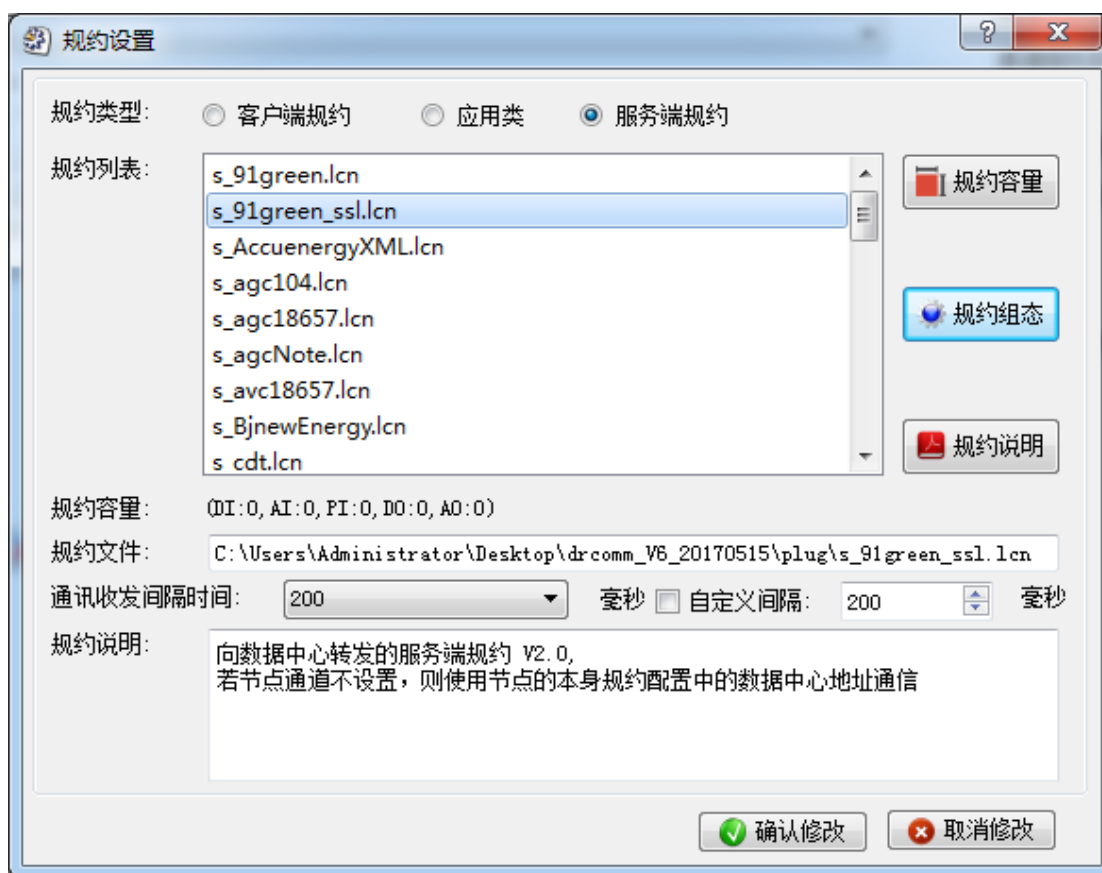 规约设置
规约类型: 客户端规约 应用类 服务端规约
规约列表:
s_91green.lcn
s_91green_ssl.lcn
s_AccuenergyXML.lcn
s_agc104.lcn
s_agc18657.lcn
s_agcNote.lcn
s_avc18657.lcn
s_BjnewEnergy.lcn
s_cdt.lcn
规约容量
规约组态
规约说明
规约容量: (DI:0, AI:0, PI:0, DO:0, AO:0)
规约文件: C:\Users\Administrator\Desktop\drcomm_V6_20170515\plug\s_91green_ssl.lcn
通讯收发间隔时间: 200 毫秒 自定义间隔: 200 毫秒
规约说明: 向数据中心转发的服务端规约 V2.0,
若节点通道不设置，则使用节点的本身规约配置中的数据中心地址通信
确认修改 取消修改